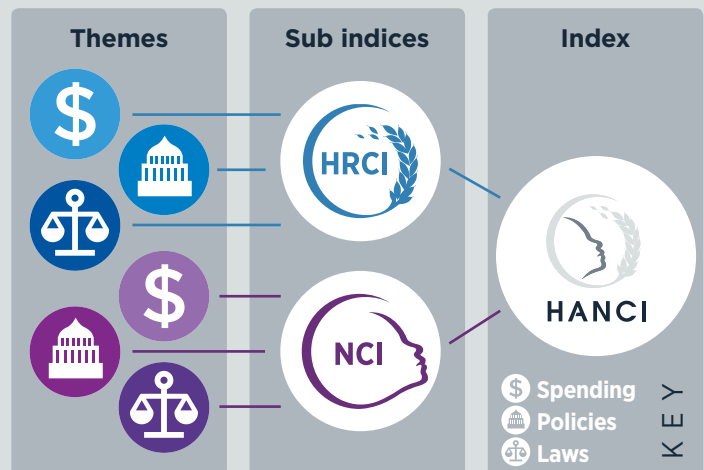 Themes
Sub indices
Index
$
HRCI
$
NCI
HANCI
$ Spending
Policies
Laws
KEY